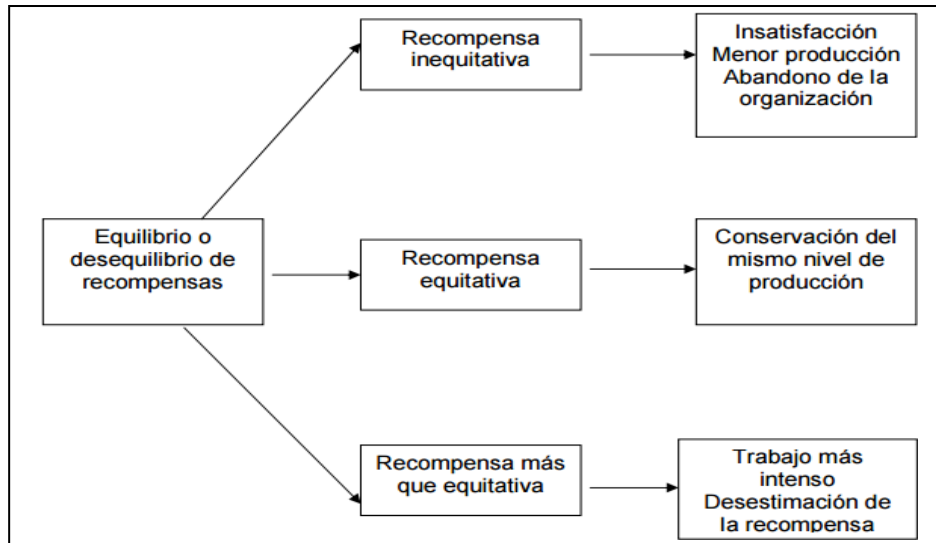 Recompensa
inequitativa
Insatisfacción
Menor producción
Abandono de la
organización
Equilibrio o
desequilibrio de
recompensas
Recompensa
equitativa
Conservación del
mismo nivel de
producción
Recompensa más
que equitativa
Trabajo más
intenso
Desestimación de
la recompensa